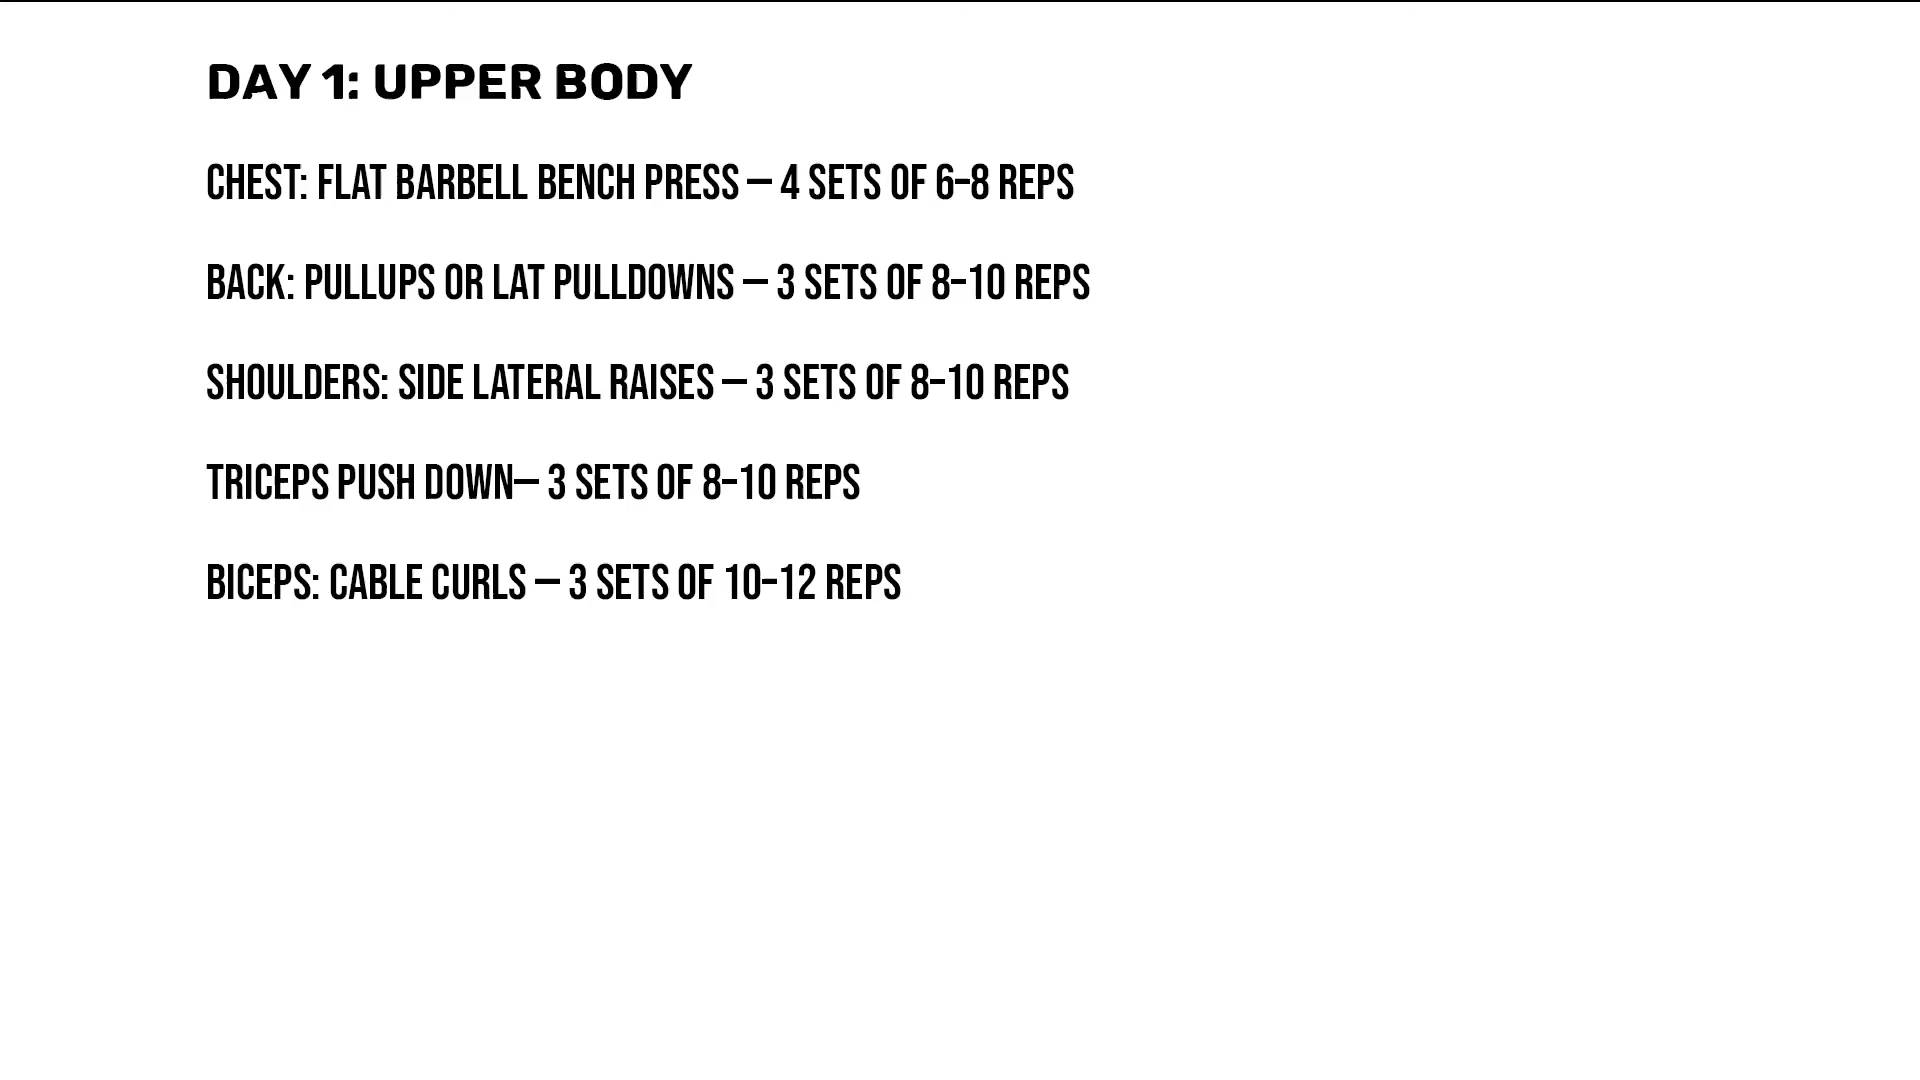 DAY 1: UPPER BODY
CHEST: FLAT BARBELL BENCH PRESS – 4 SETS OF 6-8 REPS
BACK: PULLUPS OR LAT PULLDOWNS – 3 SETS OF 8-10 REPS
SHOULDERS: SIDE LATERAL RAISES – 3 SETS OF 8-10 REPS
TRICEPS PUSH DOWN– 3 SETS OF 8-10 REPS
BICEPS: CABLE CURLS – 3 SETS OF 10-12 REPS